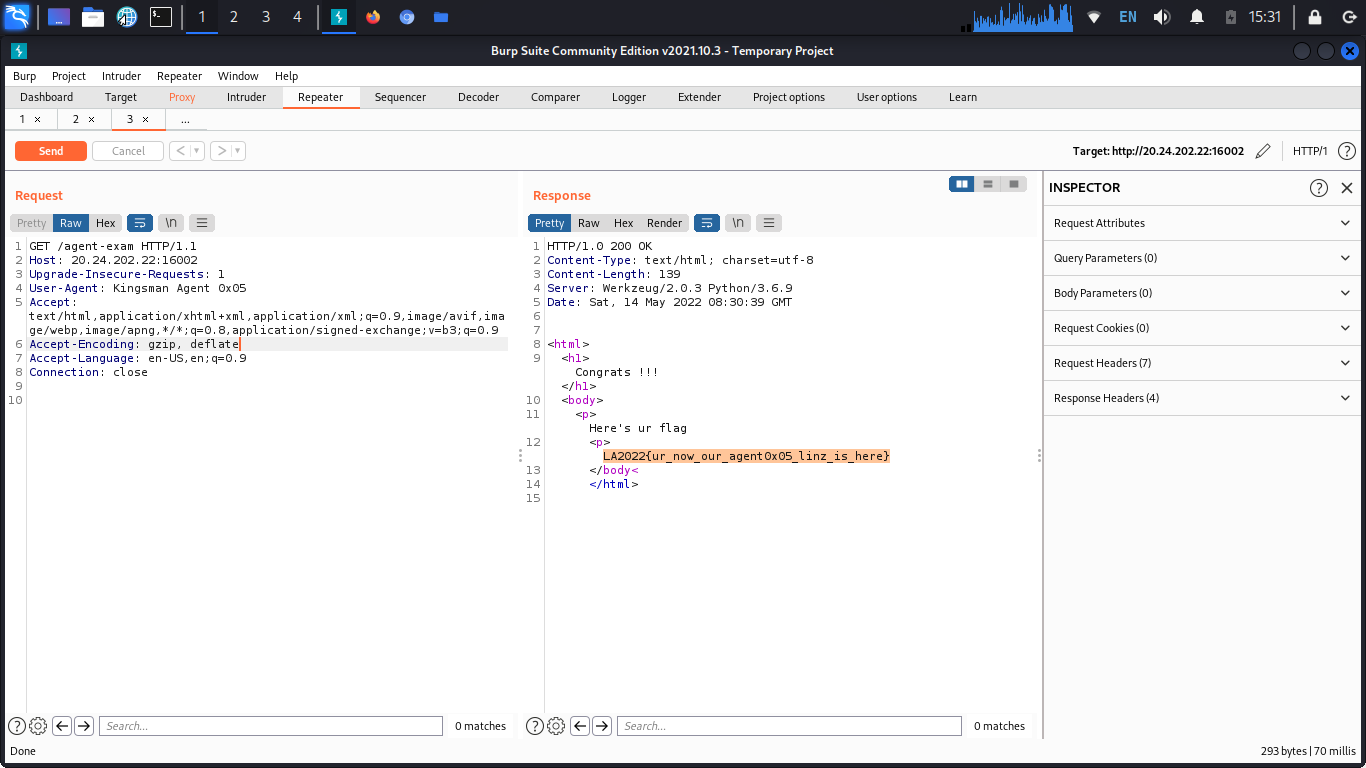 1 2 3 4 EN 15:31
Burp Suite Community Edition v2021.10.3 - Temporary Project
Burp Project Intruder Repeater Window Help
Dashboard Target Proxy Intruder Repeater Sequencer Decoder Comparer Logger Extender Project options User options Learn
1 × 2 × 3 × ...
Send Cancel < > Target: http://20.24.202.22:16002 HTTP/1 ?
Request
Pretty Raw Hex \n
1 GET /agent-exam HTTP/1.1
2 Host: 20.24.202.22:16002
3 Upgrade-Insecure-Requests: 1
4 User-Agent: Kingsman Agent 0x05
5 Accept:
text/html,application/xhtml+xml,application/xml;q=0.9,image/avif,ima
ge/webp,image/apng,*/*;q=0.8,application/signed-exchange;v=b3;q=0.9
6 Accept-Encoding: gzip, deflate
7 Accept-Language: en-US,en;q=0.9
8 Connection: close
9
10
Search... 0 matches
Response
Pretty Raw Hex Render \n
1 HTTP/1.0 200 OK
2 Content-Type: text/html; charset=utf-8
3 Content-Length: 139
4 Server: Werkzeug/2.0.3 Python/3.6.9
5 Date: Sat, 14 May 2022 08:30:39 GMT
6
7
8 <html>
9 <h1>
Congrats !!!
</h1>
10 <body>
11 <p>
Here's ur flag
12 <p>
LA2022{ur_now_our_agent0x05_linz_is_here}
13 </body<
14 </html>
15
Search... 0 matches
INSPECTOR ?
Request Attributes
Query Parameters (0)
Body Parameters (0)
Request Cookies (0)
Request Headers (7)
Response Headers (4)
Done 293 bytes | 70 millis